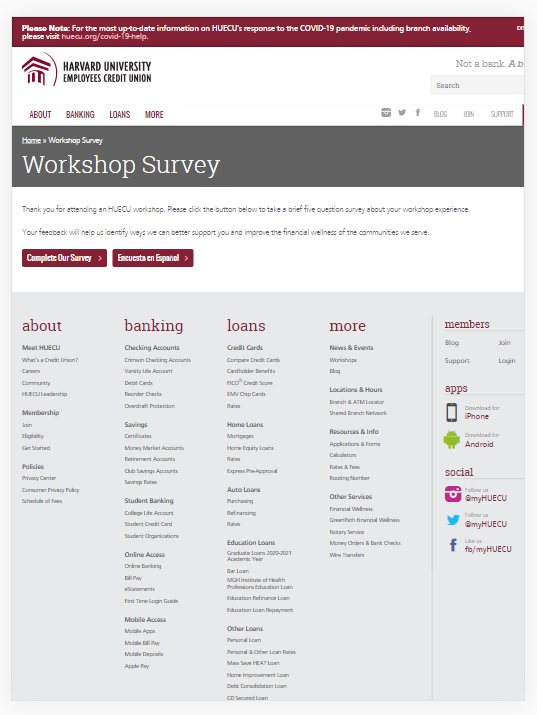 Please Note: For the most up-to-date information on HUECU's response to the COVID-19 pandemic including branch availability,
please visit huecu.org/covid-19-help.
HARVARD UNIVERSITY
EMPLOYEES CREDIT UNION
Not a bank. A b
Search
ABOUT BANKING LOANS MORE
BLOG JOIN SUPPORT
Home » Workshop Survey
Workshop Survey
Thank you for attending an HUECU workshop. Please click the button below to take a brief five question survey about your workshop experience.
Your feedback will help us identify ways we can better support you and improve the financial wellness of the communities we serve.
Complete Our Survey
Encuesta en Español
about
Meet HUECU
What's a Credit Union?
Careers
Community
HUECU Leadership
Membership
Join
Eligibility
Get Started
Policies
Privacy Center
Consumer Privacy Policy
Schedule of Fees
banking
Checking Accounts
Crimson Checking Accounts
Varsity Life Account
Debit Cards
Reorder Checks
Overdraft Protection
Savings
Certificates
Money Market Accounts
Retirement Accounts
Club Savings Accounts
Savings Rates
Student Banking
College Life Account
Student Credit Card
Student Organizations
Online Access
Online Banking
Bill Pay
eStatements
First Time Login Guide
Mobile Access
Mobile Apps
Mobile Bill Pay
Mobile Deposits
Apple Pay
loans
Credit Cards
Compare Credit Cards
Cardholder Benefits
FICO® Credit Score
EMV Chip Cards
Rates
Home Loans
Mortgages
Home Equity Loans
Rates
Express Pre-Approval
Auto Loans
Purchasing
Refinancing
Rates
Education Loans
Graduate Loans 2020-2021
Academic Year
Bar Loan
MGH Institute of Health
Professions Education Loan
Education Refinance Loan
Education Loan Repayment
Other Loans
Personal Loan
Personal & Other Loan Rates
Mass Save HEAT Loan
Home Improvement Loan
Debt Consolidation Loan
CD Secured Loan
more
News & Events
Workshops
Blog
Locations & Hours
Branch & ATM Locator
Shared Branch Network
Resources & Info
Applications & Forms
Calculators
Rates & Fees
Routing Number
Other Services
Financial Wellness
GreenPath Financial Wellness
Notary Service
Money Orders & Bank Checks
Wire Transfers
members
Blog Join
Support Login
apps
Download for
iPhone
Download for
Android
social
Follow us
@myHUECU
Follow us
@myHUECU
Like us
fb/myHUECU